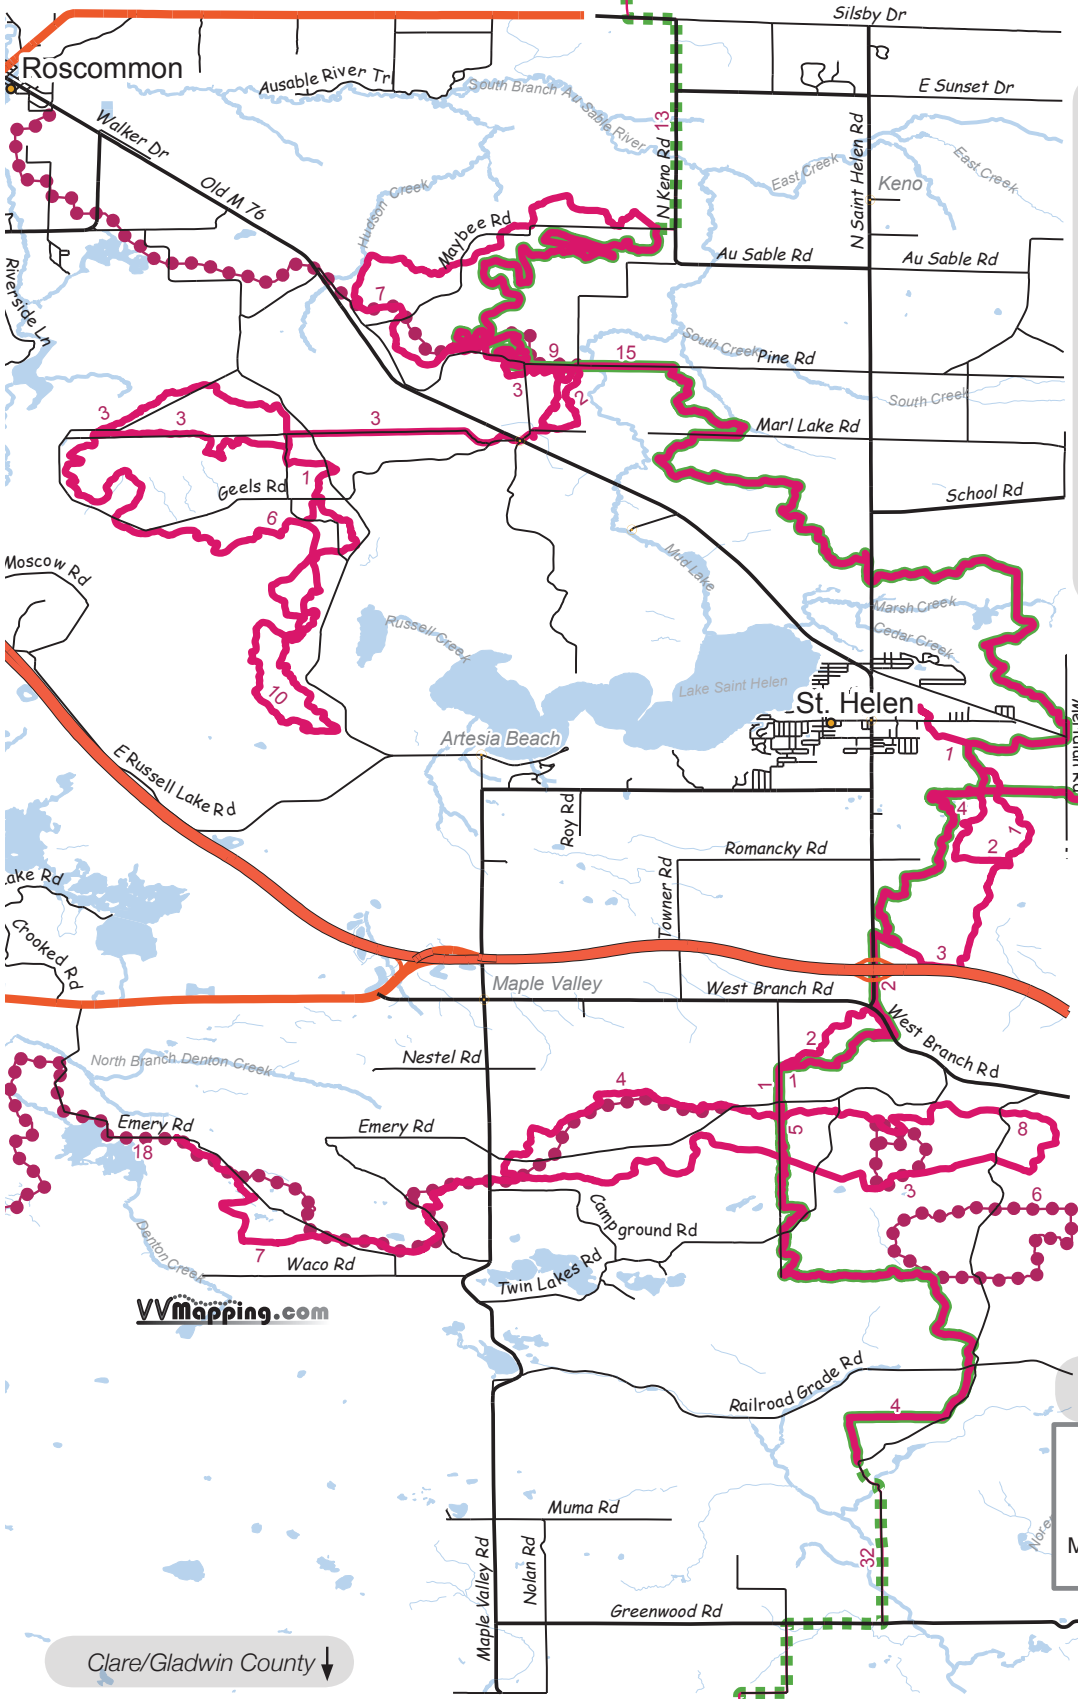 Silsby Dr
Roscommon
Ausable River Tr
South Branch Au Sable River
E Sunset Dr
Walker Dr
13
N Keno Rd
N Saint Helen Rd
East Creek
East Creek
Keno
Old M 76
Hudson Creek
Maybee Rd
Au Sable Rd
Au Sable Rd
Riverside Ln
7
South Creek
Pine Rd
9
15
3
2
South Creek
3
3
3
Marl Lake Rd
1
Geels Rd
School Rd
6
Moscow Rd
Mud Lake
Marsh Creek
Cedar Creek
Russell Creek
10
Lake Saint Helen
St. Helen
Artesia Beach
1
E Russell Lake Rd
4
1
Roy Rd
2
Romancky Rd
Towner Rd
Crooked Rd
3
Maple Valley
West Branch Rd
2
West Branch Rd
Nestel Rd
2
North Branch Denton Creek
4
1
1
Emery Rd
Emery Rd
5
8
18
3
6
Campground Rd
Denton Creek
7
Waco Rd
Twin Lakes Rd
VVMapping.com
Railroad Grade Rd
4
Muma Rd
32
Maple Valley Rd
Nolan Rd
Greenwood Rd
Clare/Gladwin County